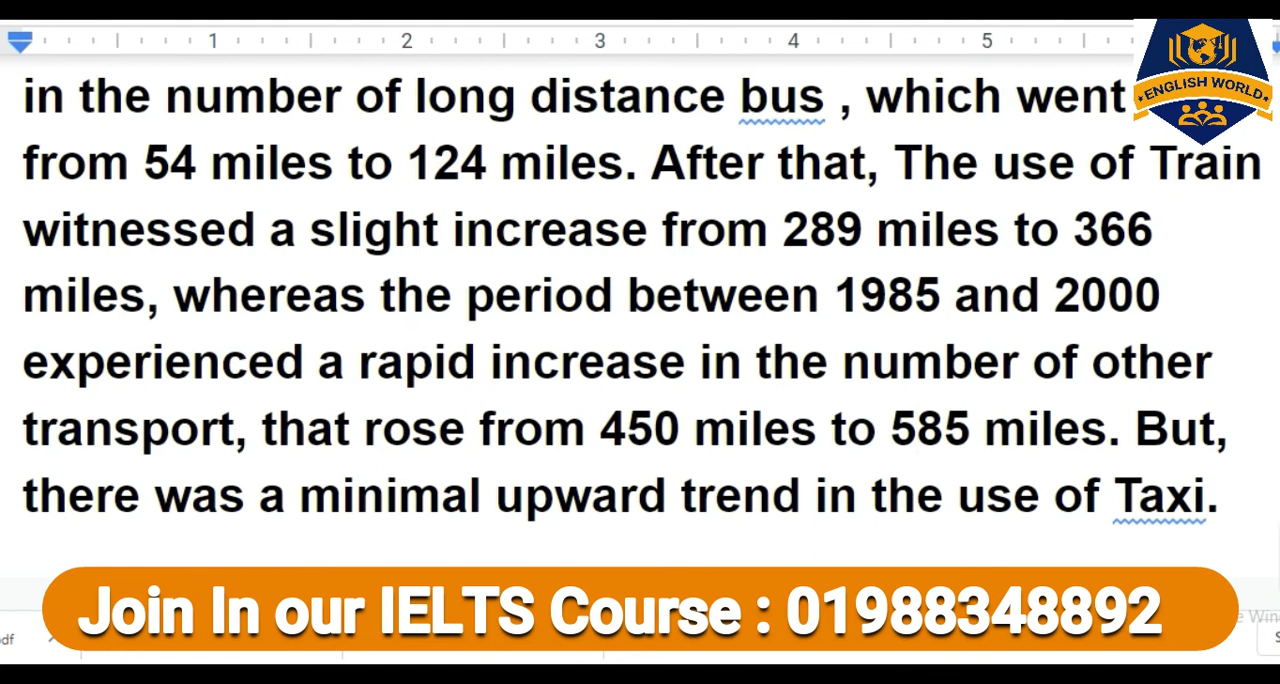 1 2 3 4 5
ENGLISH WORLD
in the number of long distance bus , which went
from 54 miles to 124 miles. After that, The use of Train
witnessed a slight increase from 289 miles to 366
miles, whereas the period between 1985 and 2000
experienced a rapid increase in the number of other
transport, that rose from 450 miles to 585 miles. But,
there was a minimal upward trend in the use of Taxi.
Join In our IELTS Course : 01988348892